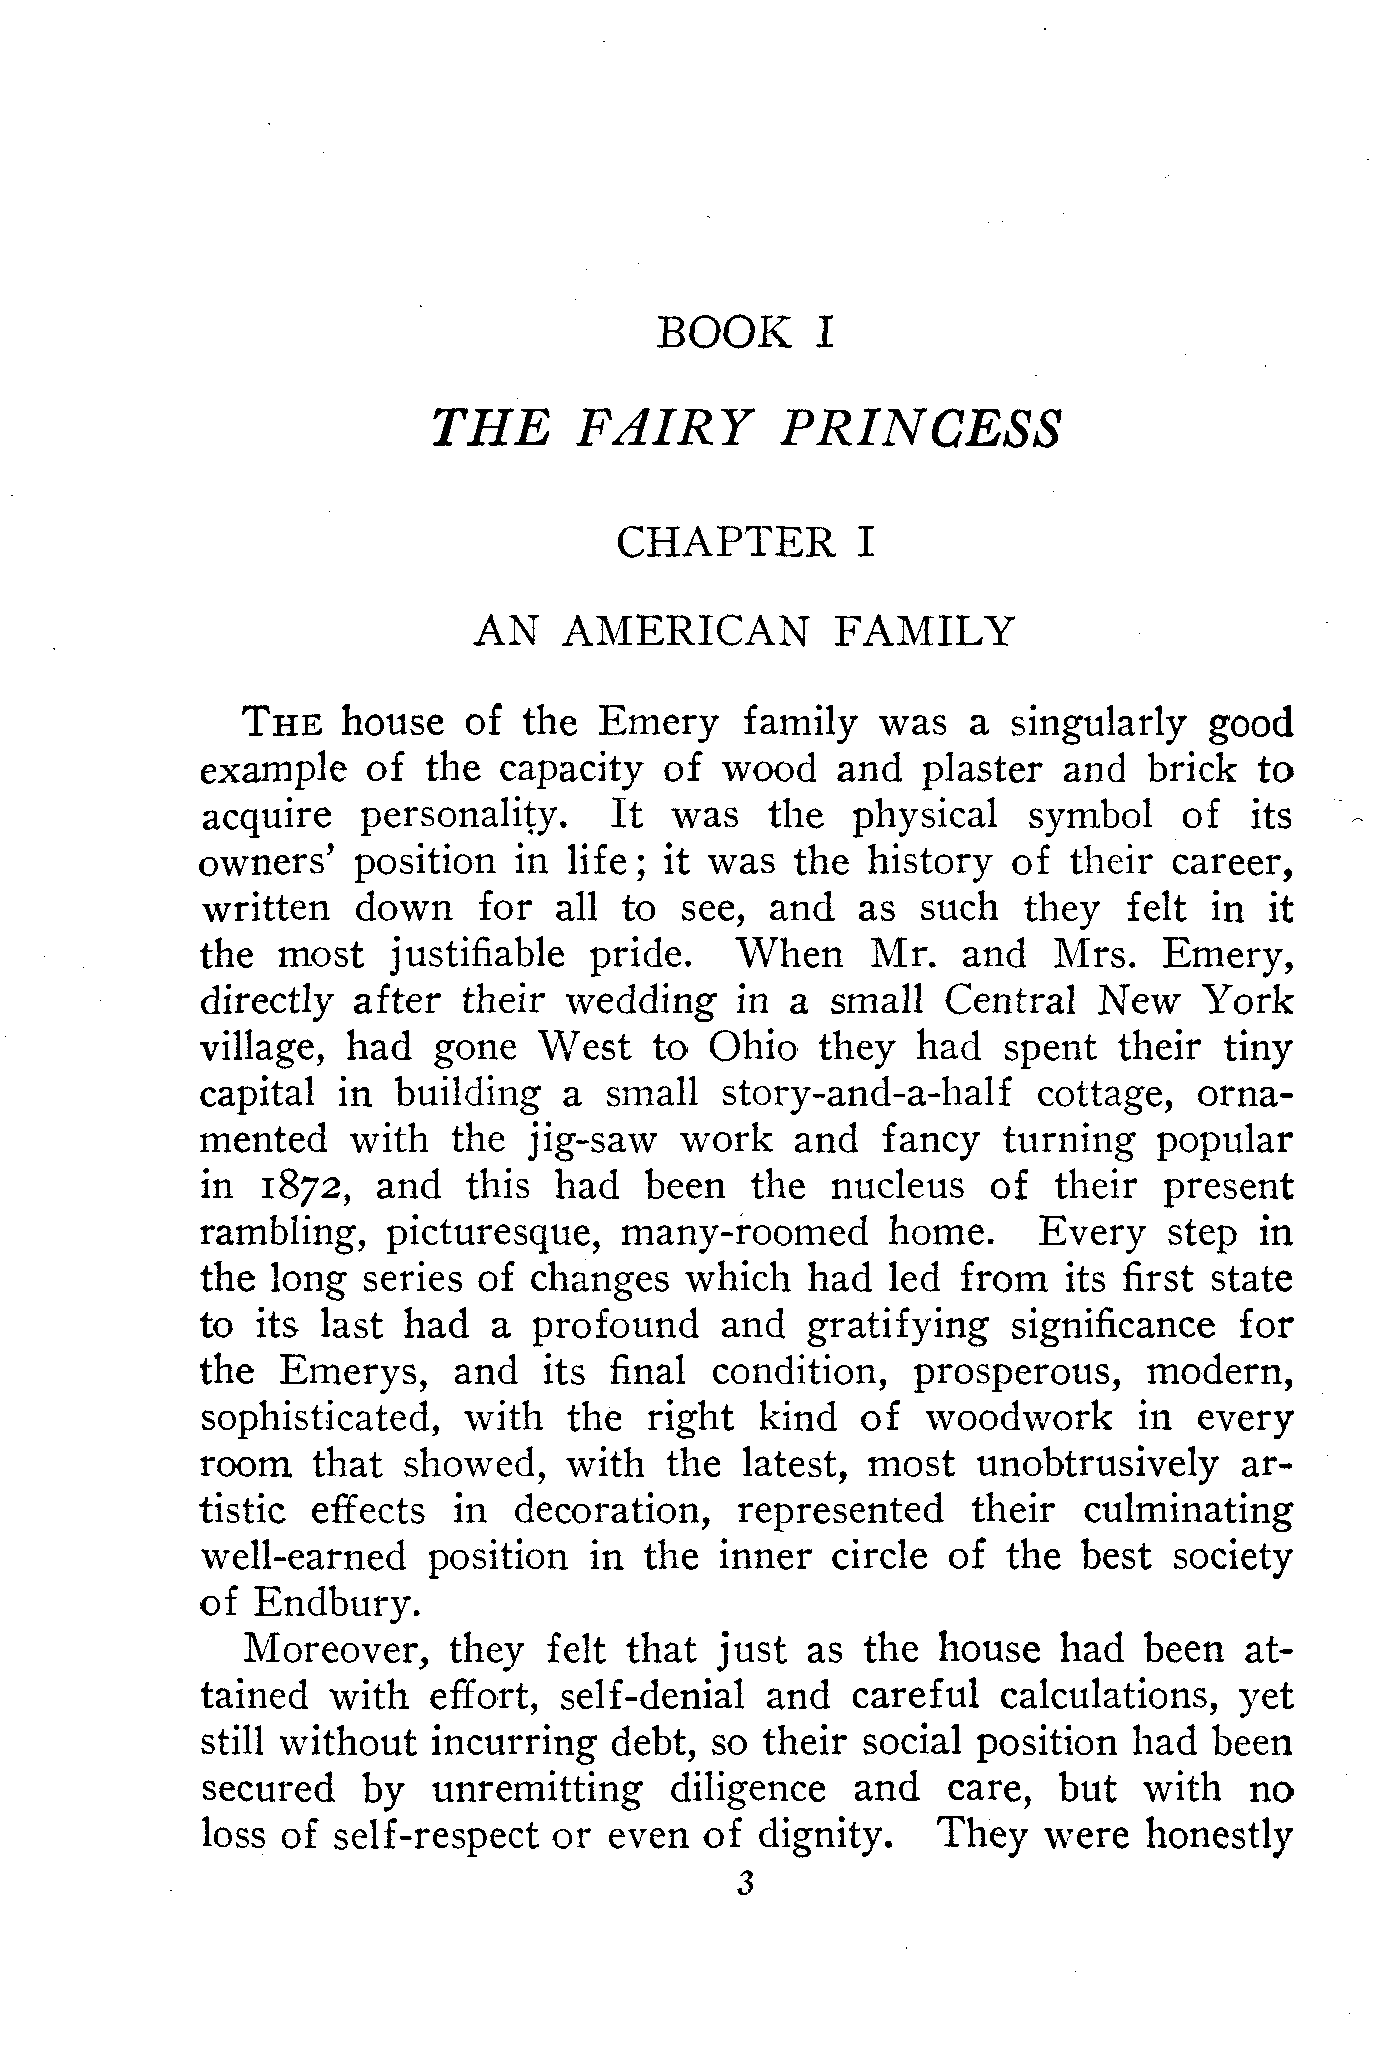 BOOK I
THE FAIRY PRINCESS
CHAPTER I
AN AMERICAN FAMILY
THE house of the Emery family was a singularly good
example of the capacity of wood and plaster and brick to
acquire personality. It was the physical symbol of its
owners' position in life; it was the history of their career,
written down for all to see, and as such they felt in it
the most justifiable pride. When Mr. and Mrs. Emery,
directly after their wedding in a small Central New York
village, had gone West to Ohio they had spent their tiny
capital in building a small story-and-a-half cottage, orna-
mented with the jig-saw work and fancy turning popular
in 1872, and this had been the nucleus of their present
rambling, picturesque, many-roomed home. Every step in
the long series of changes which had led from its first state
to its last had a profound and gratifying significance for
the Emerys, and its final condition, prosperous, modern,
sophisticated, with the right kind of woodwork in every
room that showed, with the latest, most unobtrusively ar-
tistic effects in decoration, represented their culminating
well-earned position in the inner circle of the best society
of Endbury.
Moreover, they felt that just as the house had been at-
tained with effort, self-denial and careful calculations, yet
still without incurring debt, so their social position had been
secured by unremitting diligence and care, but with no
loss of self-respect or even of dignity. They were honestly
3